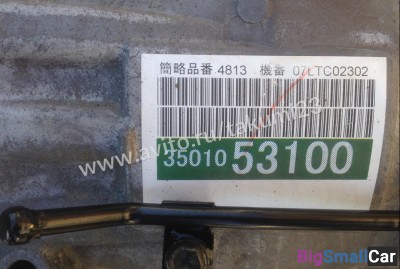 簡略品番 4813 機番 07LTC02302
www.avito.ru/takumi23
35010 53100
BigSmallCar